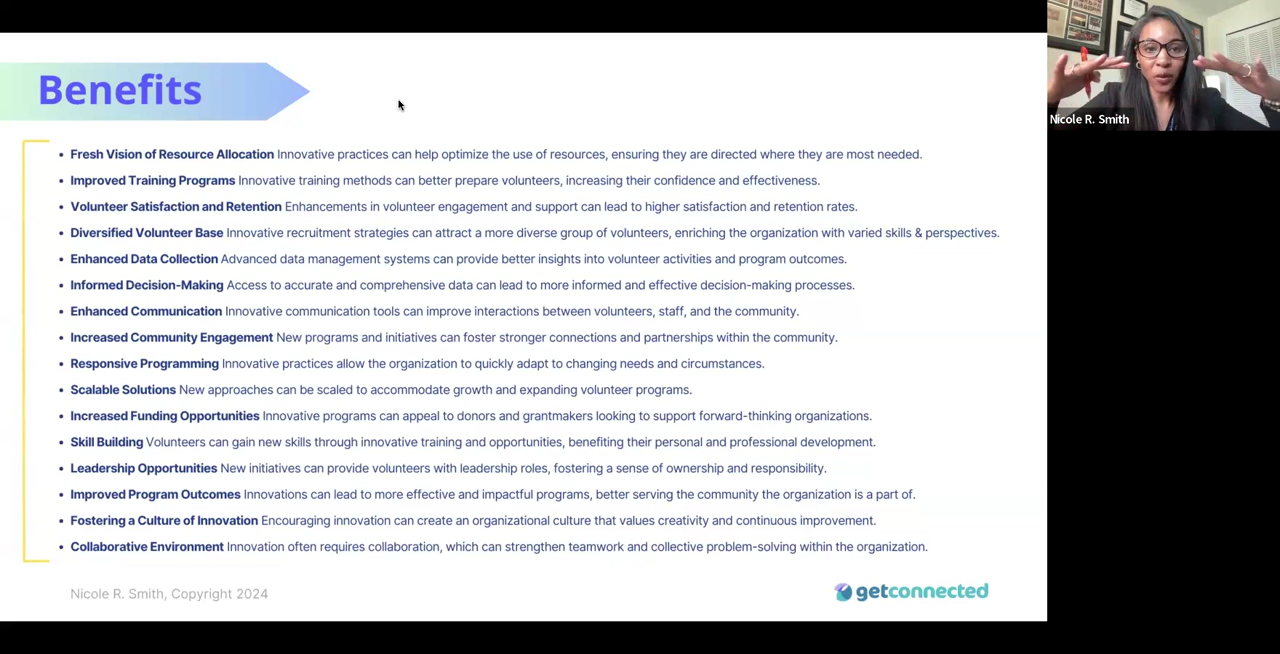 Benefits
• Fresh Vision of Resource Allocation Innovative practices can help optimize the use of resources, ensuring they are directed where they are most needed.
• Improved Training Programs Innovative training methods can better prepare volunteers, increasing their confidence and effectiveness.
• Volunteer Satisfaction and Retention Enhancements in volunteer engagement and support can lead to higher satisfaction and retention rates.
• Diversified Volunteer Base Innovative recruitment strategies can attract a more diverse group of volunteers, enriching the organization with varied skills & perspectives.
• Enhanced Data Collection Advanced data management systems can provide better insights into volunteer activities and program outcomes.
• Informed Decision-Making Access to accurate and comprehensive data can lead to more informed and effective decision-making processes.
• Enhanced Communication Innovative communication tools can improve interactions between volunteers, staff, and the community.
• Increased Community Engagement New programs and initiatives can foster stronger connections and partnerships within the community.
• Responsive Programming Innovative practices allow the organization to quickly adapt to changing needs and circumstances.
• Scalable Solutions New approaches can be scaled to accommodate growth and expanding volunteer programs.
• Increased Funding Opportunities Innovative programs can appeal to donors and grantmakers looking to support forward-thinking organizations.
• Skill Building Volunteers can gain new skills through innovative training and opportunities, benefiting their personal and professional development.
• Leadership Opportunities New initiatives can provide volunteers with leadership roles, fostering a sense of ownership and responsibility.
• Improved Program Outcomes Innovations can lead to more effective and impactful programs, better serving the community the organization is a part of.
• Fostering a Culture of Innovation Encouraging innovation can create an organizational culture that values creativity and continuous improvement.
• Collaborative Environment Innovation often requires collaboration, which can strengthen teamwork and collective problem-solving within the organization.
Nicole R. Smith, Copyright 2024
getconnected
Nicole R. Smith